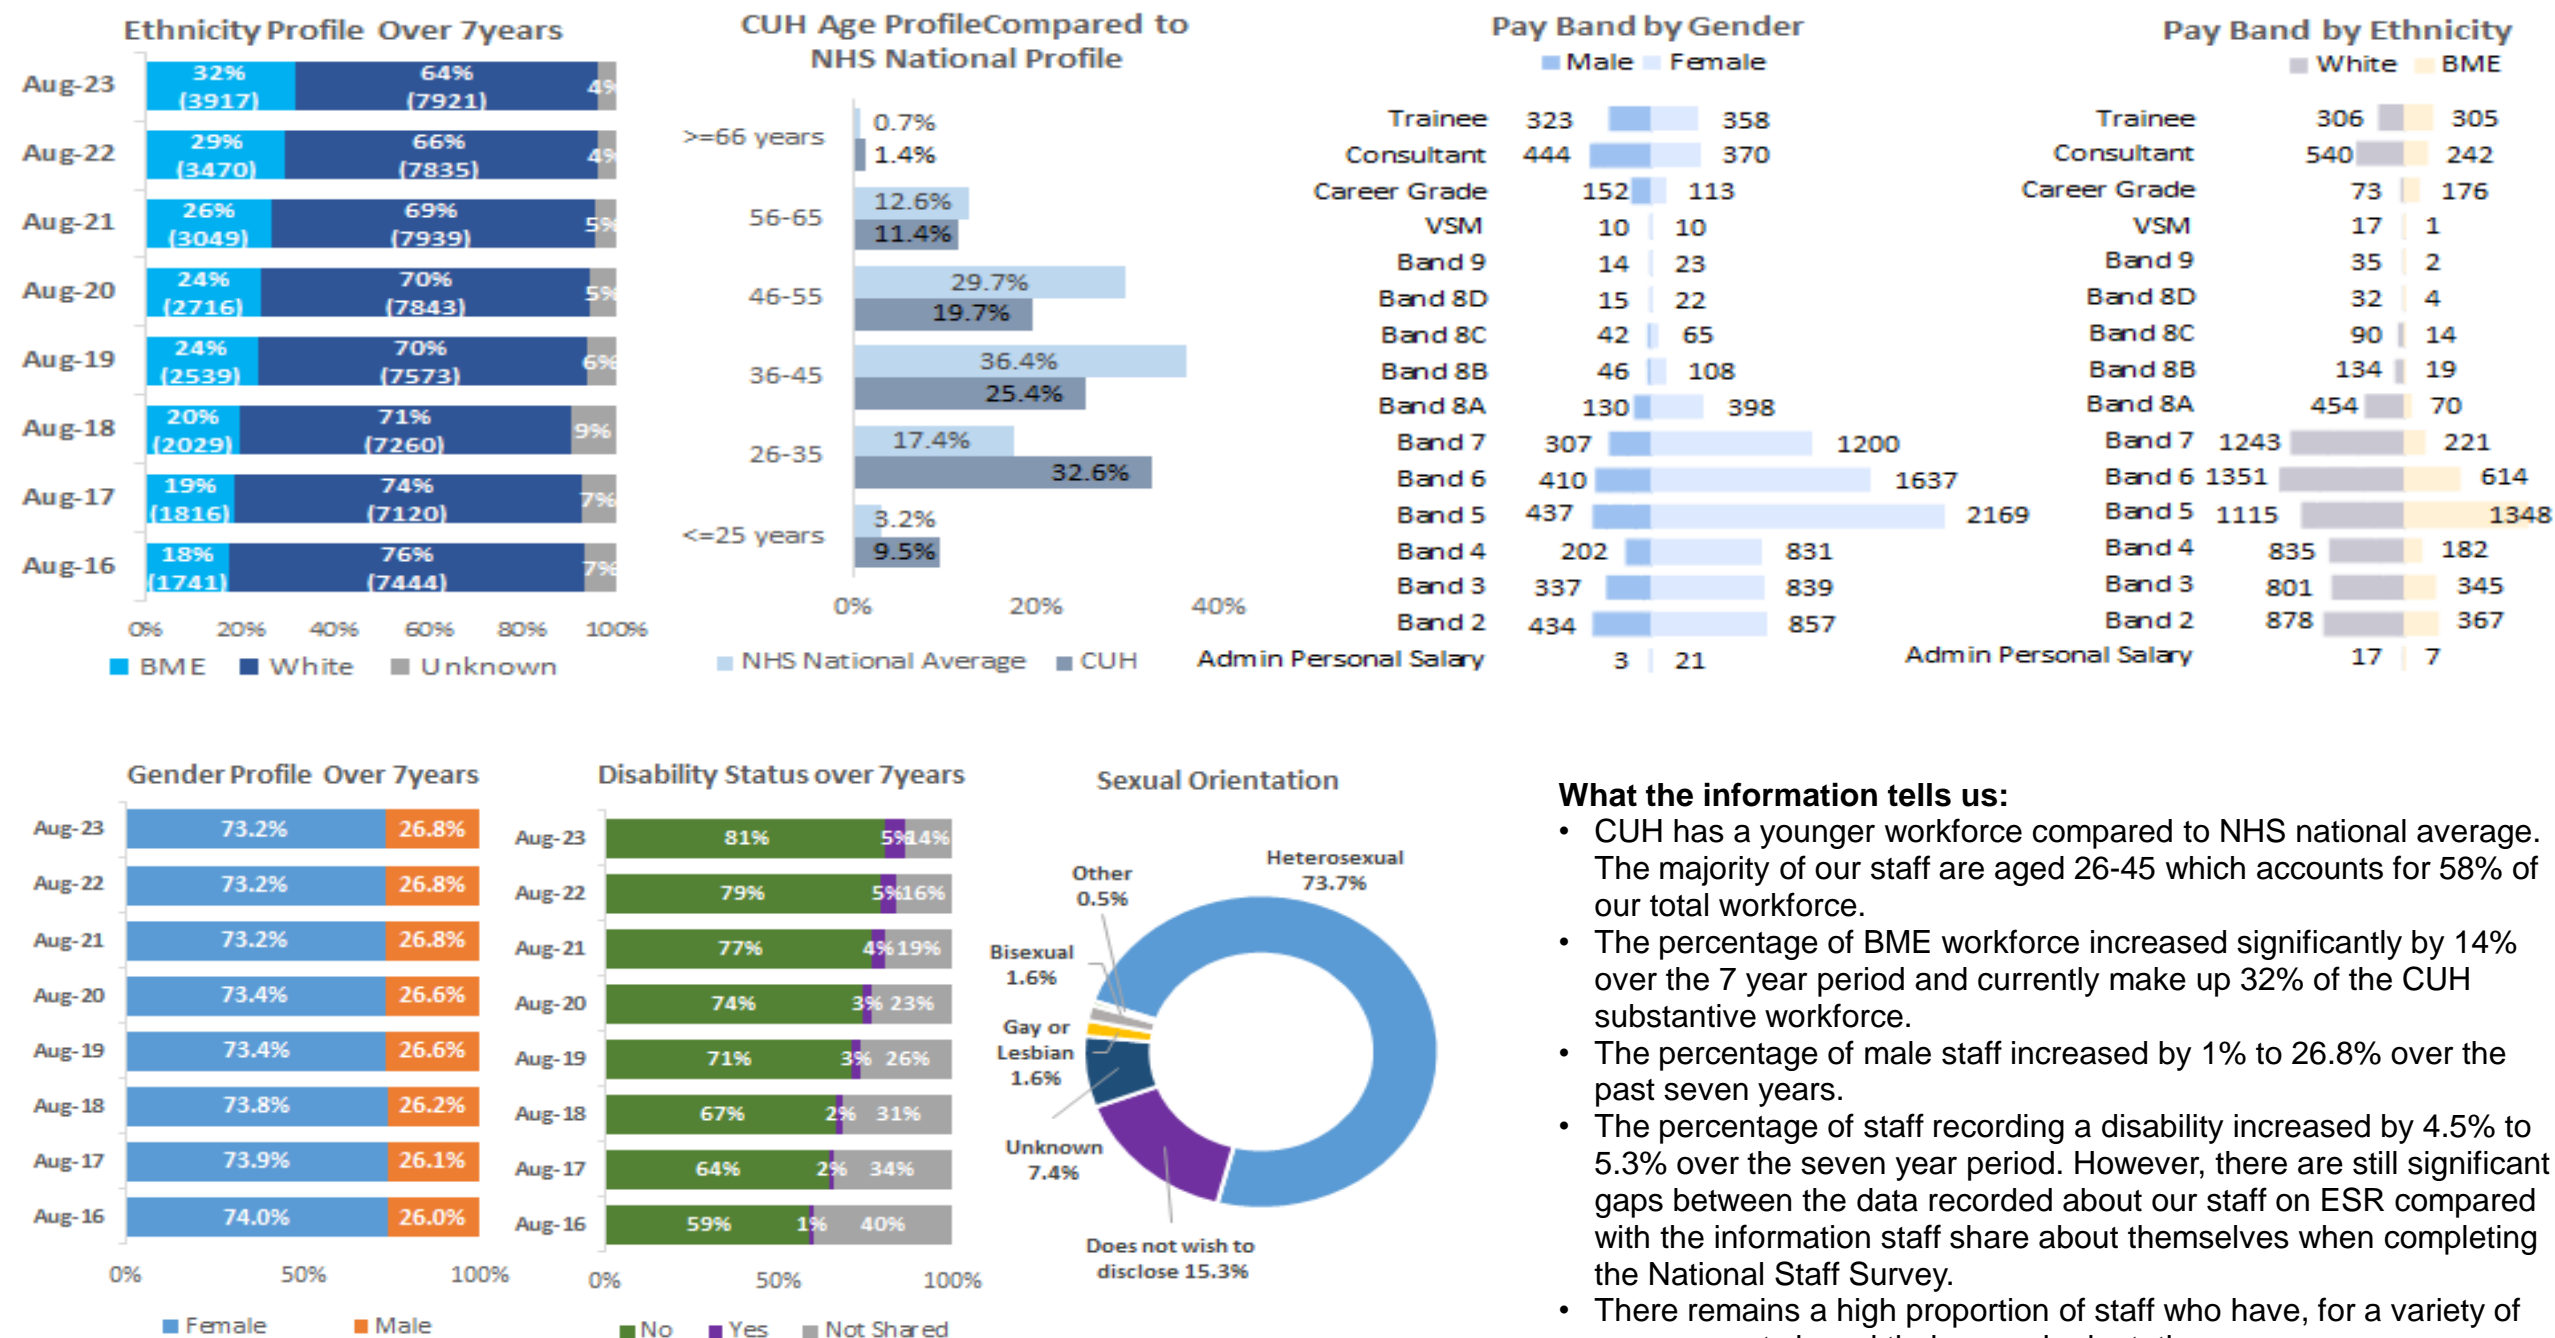 Ethnicity Profile Over 7years
Aug-23 32% (3917) 64% (7921) 4%
Aug-22 29% (3470) 66% (7835) 4%
Aug-21 26% (3049) 69% (7939) 5%
Aug-20 24% (2716) 70% (7843) 5%
Aug-19 24% (2539) 70% (7573) 6%
Aug-18 20% (2029) 71% (7260) 9%
Aug-17 19% (1816) 74% (7120) 7%
Aug-16 18% (1741) 76% (7444) 7%
0% 20% 40% 60% 80% 100%
BME White Unknown
CUH Age ProfileCompared to
NHS National Profile
>=66 years 0.7% 1.4%
56-65 12.6% 11.4%
46-55 29.7% 19.7%
36-45 36.4% 25.4%
26-35 17.4% 32.6%
<=25 years 3.2% 9.5%
0% 20% 40%
NHS National Average CUH
Pay Band by Gender
Male Female
Trainee 323 358
Consultant 444 370
Career Grade 152 113
VSM 10 10
Band 9 14 23
Band 8D 15 22
Band 8C 42 65
Band 8B 46 108
Band 8A 130 398
Band 7 307 1200
Band 6 410 1637
Band 5 437 2169
Band 4 202 831
Band 3 337 839
Band 2 434 857
Admin Personal Salary 3 21
Pay Band by Ethnicity
White BME
Trainee 306 305
Consultant 540 242
Career Grade 73 176
VSM 17 1
Band 9 35 2
Band 8D 32 4
Band 8C 90 14
Band 8B 134 19
Band 8A 454 70
Band 7 1243 221
Band 6 1351 614
Band 5 1115 1348
Band 4 835 182
Band 3 801 345
Band 2 878 367
Admin Personal Salary 17 7
Gender Profile Over 7years
Aug-23 73.2% 26.8%
Aug-22 73.2% 26.8%
Aug-21 73.2% 26.8%
Aug-20 73.4% 26.6%
Aug-19 73.4% 26.6%
Aug-18 73.8% 26.2%
Aug-17 73.9% 26.1%
Aug-16 74.0% 26.0%
0% 50% 100%
Female Male
Disability Status over 7years
Aug-23 81% 5% 14%
Aug-22 79% 5% 16%
Aug-21 77% 4% 19%
Aug-20 74% 3% 23%
Aug-19 71% 3% 26%
Aug-18 67% 2% 31%
Aug-17 64% 2% 34%
Aug-16 59% 1% 40%
0% 50% 100%
No Yes Not Shared
Sexual Orientation
Heterosexual
73.7%
Other
0.5%
Bisexual
1.6%
Gay or
Lesbian
1.6%
Unknown
7.4%
Does not wish to
disclose 15.3%
What the information tells us:
• CUH has a younger workforce compared to NHS national average.
The majority of our staff are aged 26-45 which accounts for 58% of
our total workforce.
• The percentage of BME workforce increased significantly by 14%
over the 7 year period and currently make up 32% of the CUH
substantive workforce.
• The percentage of male staff increased by 1% to 26.8% over the
past seven years.
• The percentage of staff recording a disability increased by 4.5% to
5.3% over the seven year period. However, there are still significant
gaps between the data recorded about our staff on ESR compared
with the information staff share about themselves when completing
the National Staff Survey.
• There remains a high proportion of staff who have, for a variety of